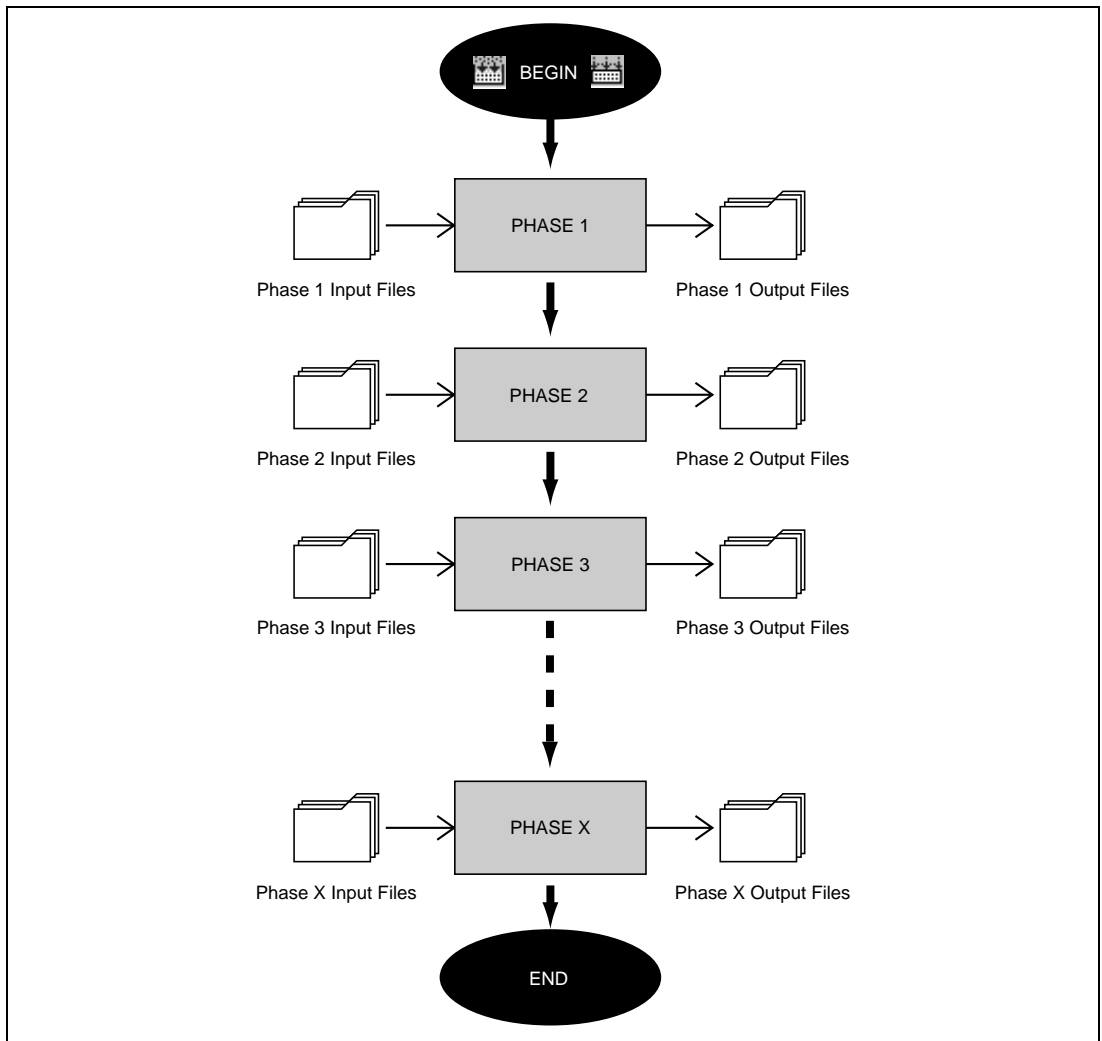 BEGIN
PHASE 1
Phase 1 Input Files
Phase 1 Output Files
PHASE 2
Phase 2 Input Files
Phase 2 Output Files
PHASE 3
Phase 3 Input Files
Phase 3 Output Files
PHASE X
Phase X Input Files
Phase X Output Files
END